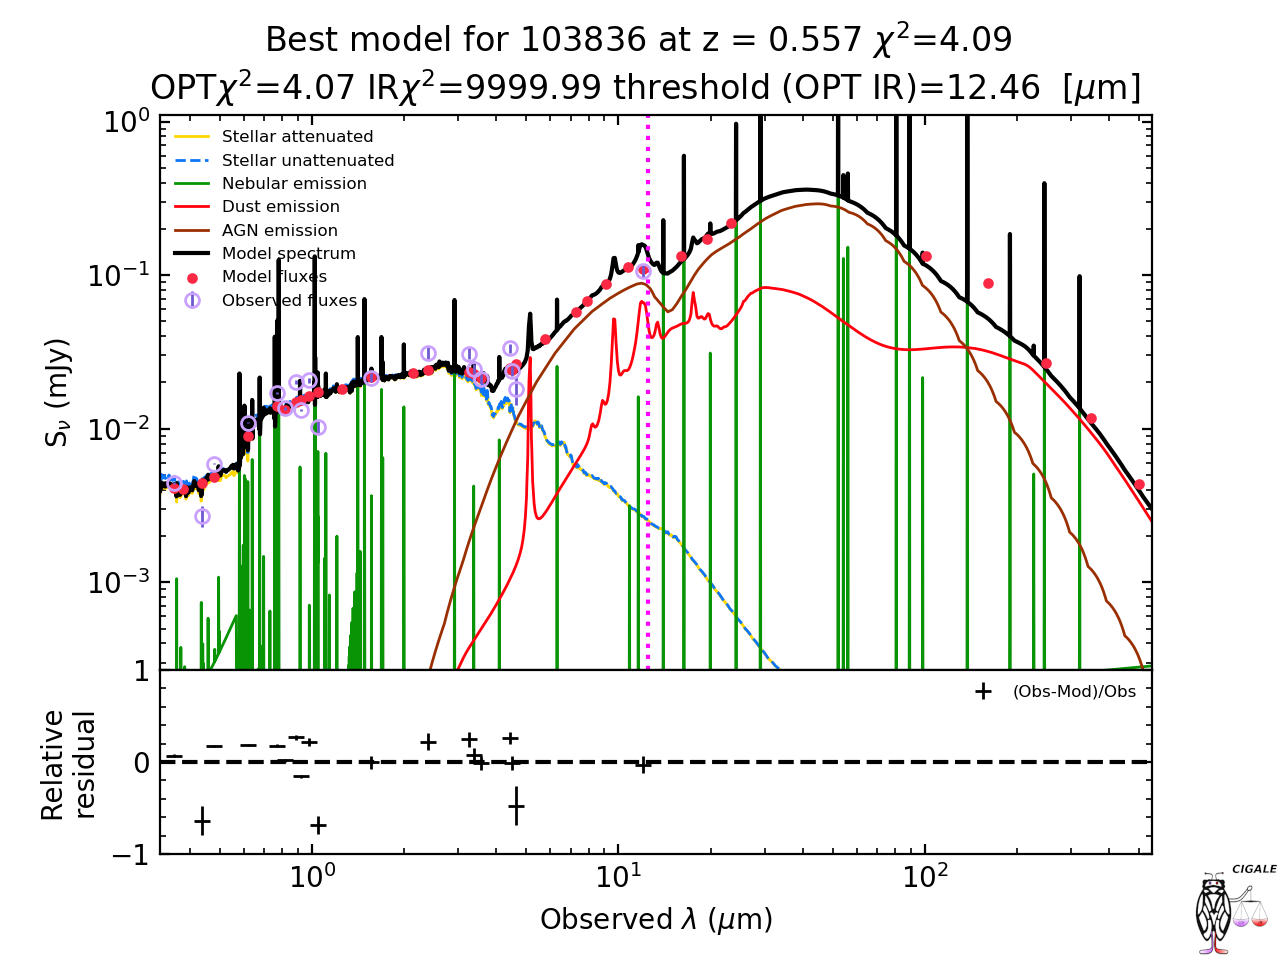 Best model for 103836 at z = 0.557 χ²=4.09
OPTχ²=4.07 IRχ²=9999.99 threshold (OPT IR)=12.46 [μm]
10⁰
10⁻¹
10⁻²
10⁻³
Sν (mJy)
Stellar attenuated
Stellar unattenuated
Nebular emission
Dust emission
AGN emission
Model spectrum
Model fluxes
Observed fluxes
1
0
−1
Relative
residual
(Obs-Mod)/Obs
10⁰
10¹
10²
Observed λ (μm)
CIGALE